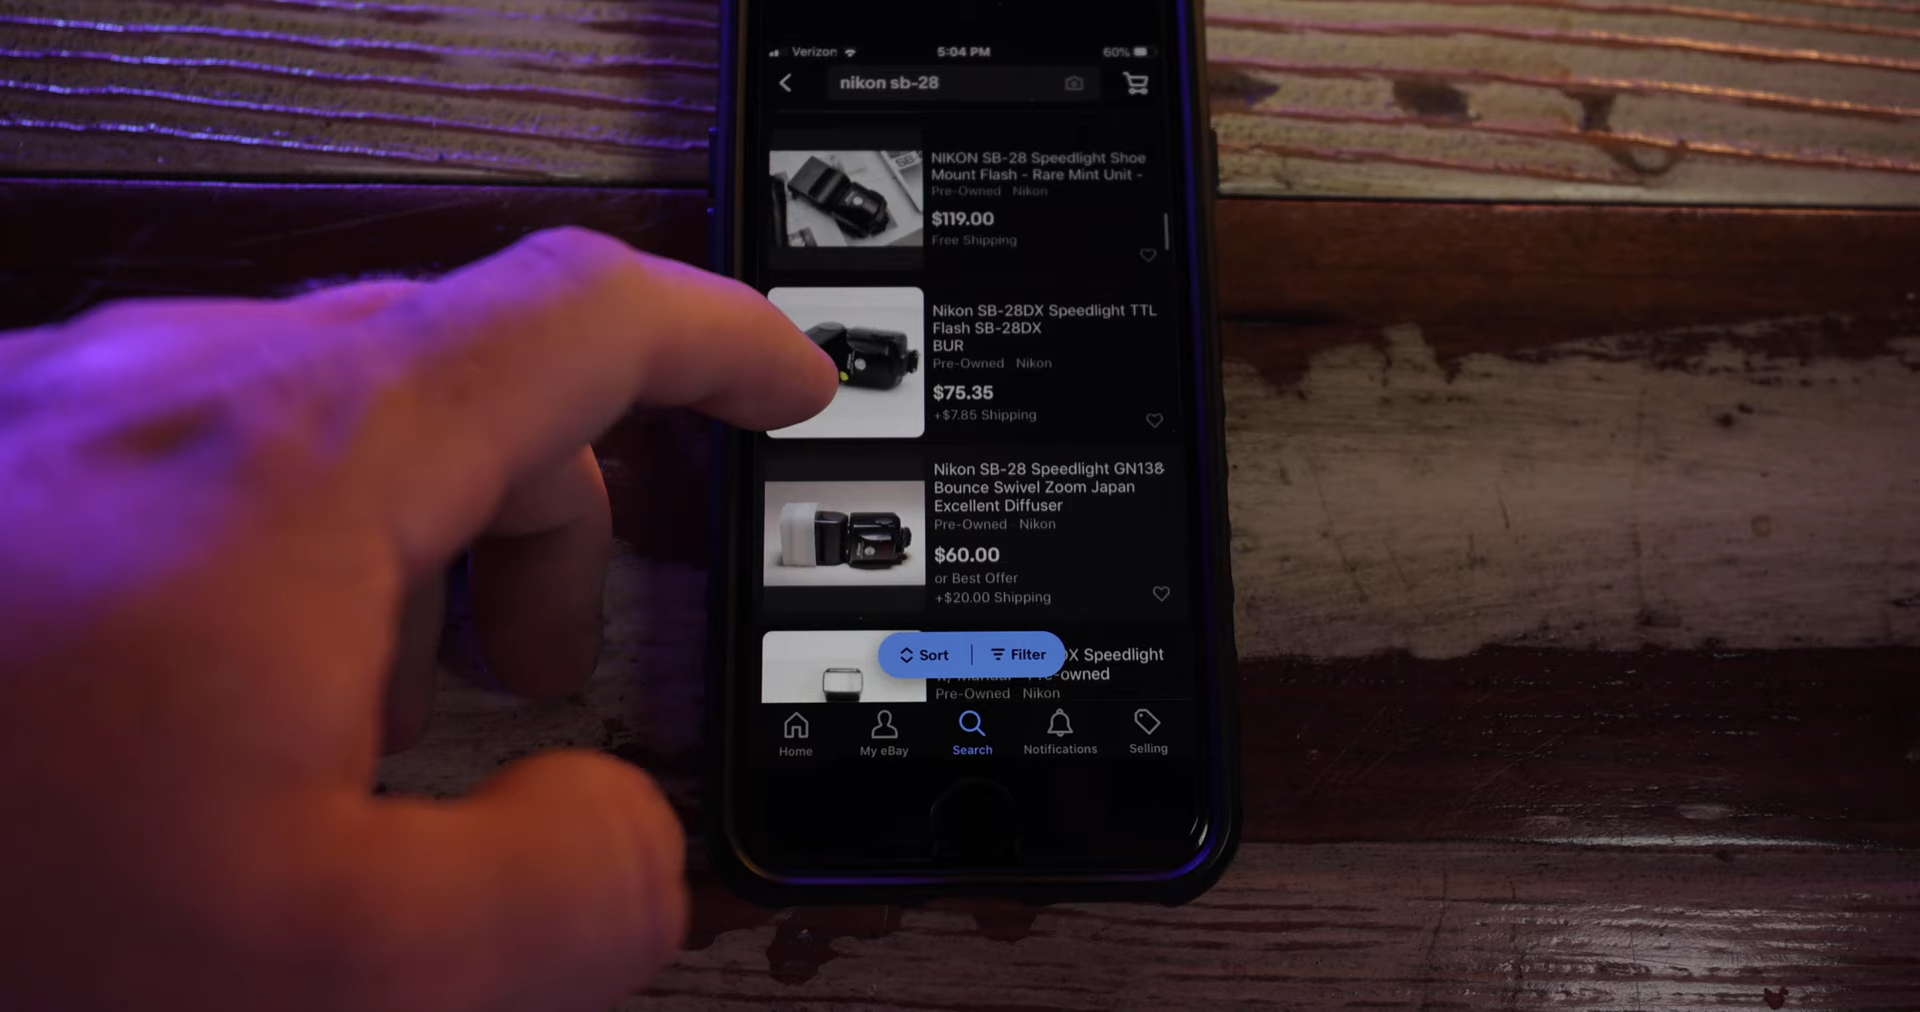 Verizon
5:04 PM
60%
nikon sb-28
NIKON SB-28 Speedlight Shoe
Mount Flash - Rare Mint Unit -
Pre-Owned Nikon
$119.00
Free Shipping
Nikon SB-28DX Speedlight TTL
Flash SB-28DX
BUR
Pre-Owned Nikon
$75.35
+$7.85 Shipping
Nikon SB-28 Speedlight GN138
Bounce Swivel Zoom Japan
Excellent Diffuser
Pre-Owned Nikon
$60.00
or Best Offer
+$20.00 Shipping
Sort
Filter
X Speedlight
-owned
Pre-Owned Nikon
Home
My eBay
Search
Notifications
Selling